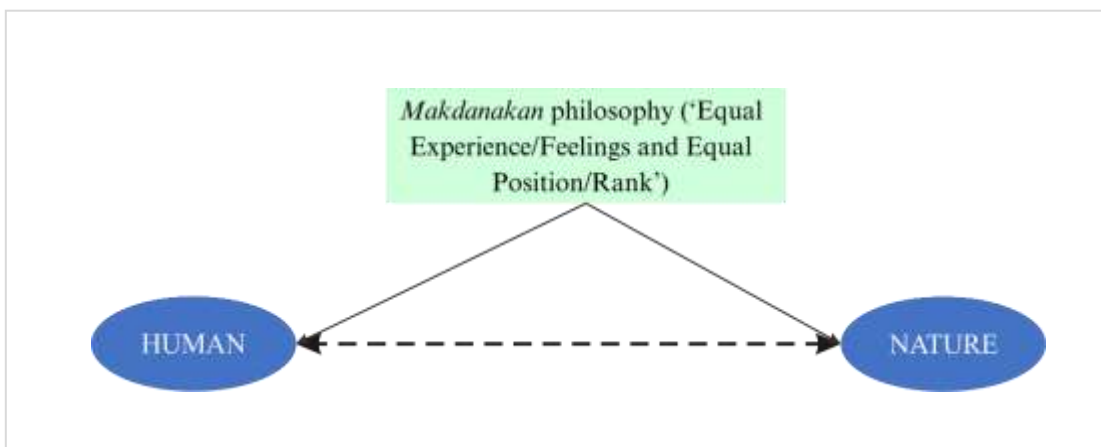 Makdanakan philosophy (‘Equal
Experience/Feelings and Equal
Position/Rank’)
HUMAN
NATURE